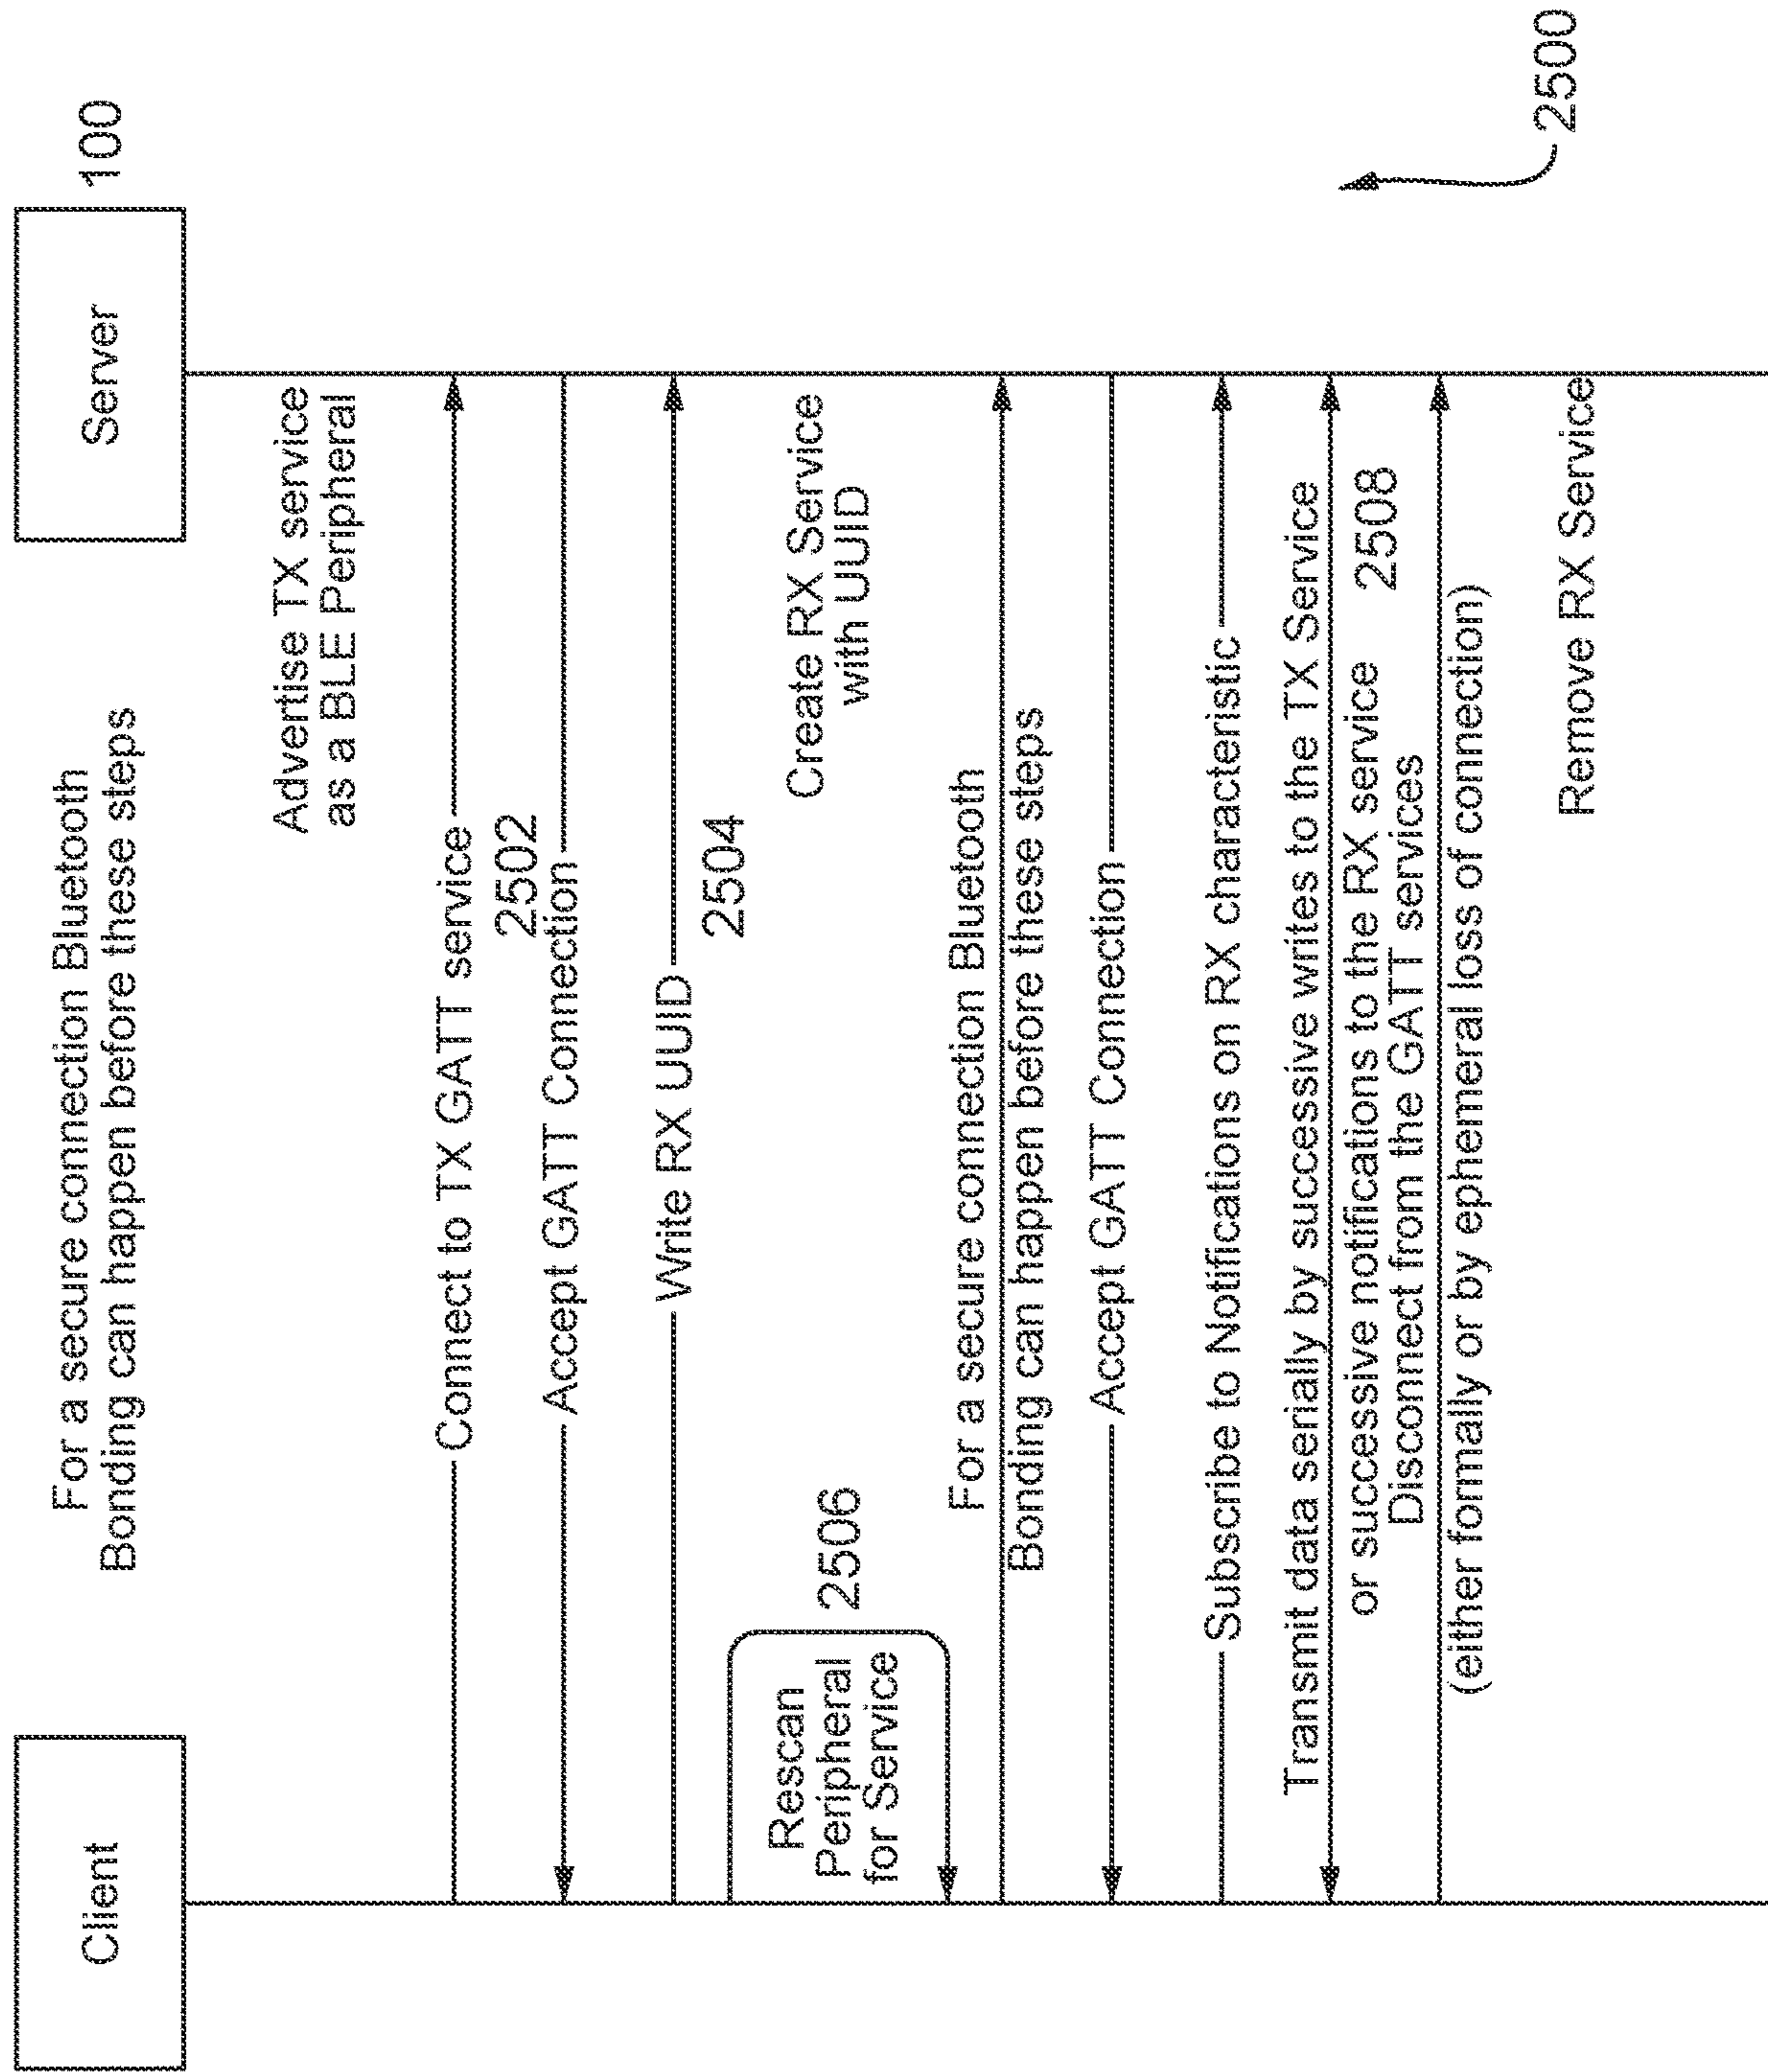 Client
Server
100
For a secure connection Bluetooth
Bonding can happen before these steps
Advertise TX service
as a BLE Peripheral
Connect to TX GATT service
2502
Accept GATT Connection
Write RX UUID
2504
Rescan
Peripheral
for Service
2506
Create RX Service
with UUID
For a secure connection Bluetooth
Bonding can happen before these steps
Accept GATT Connection
Subscribe to Notifications on RX characteristic
Transmit data serially by successive writes to the TX Service
or successive notifications to the RX service
2508
Disconnect from the GATT services
(either formally or by ephemeral loss of connection)
Remove RX Service
2500